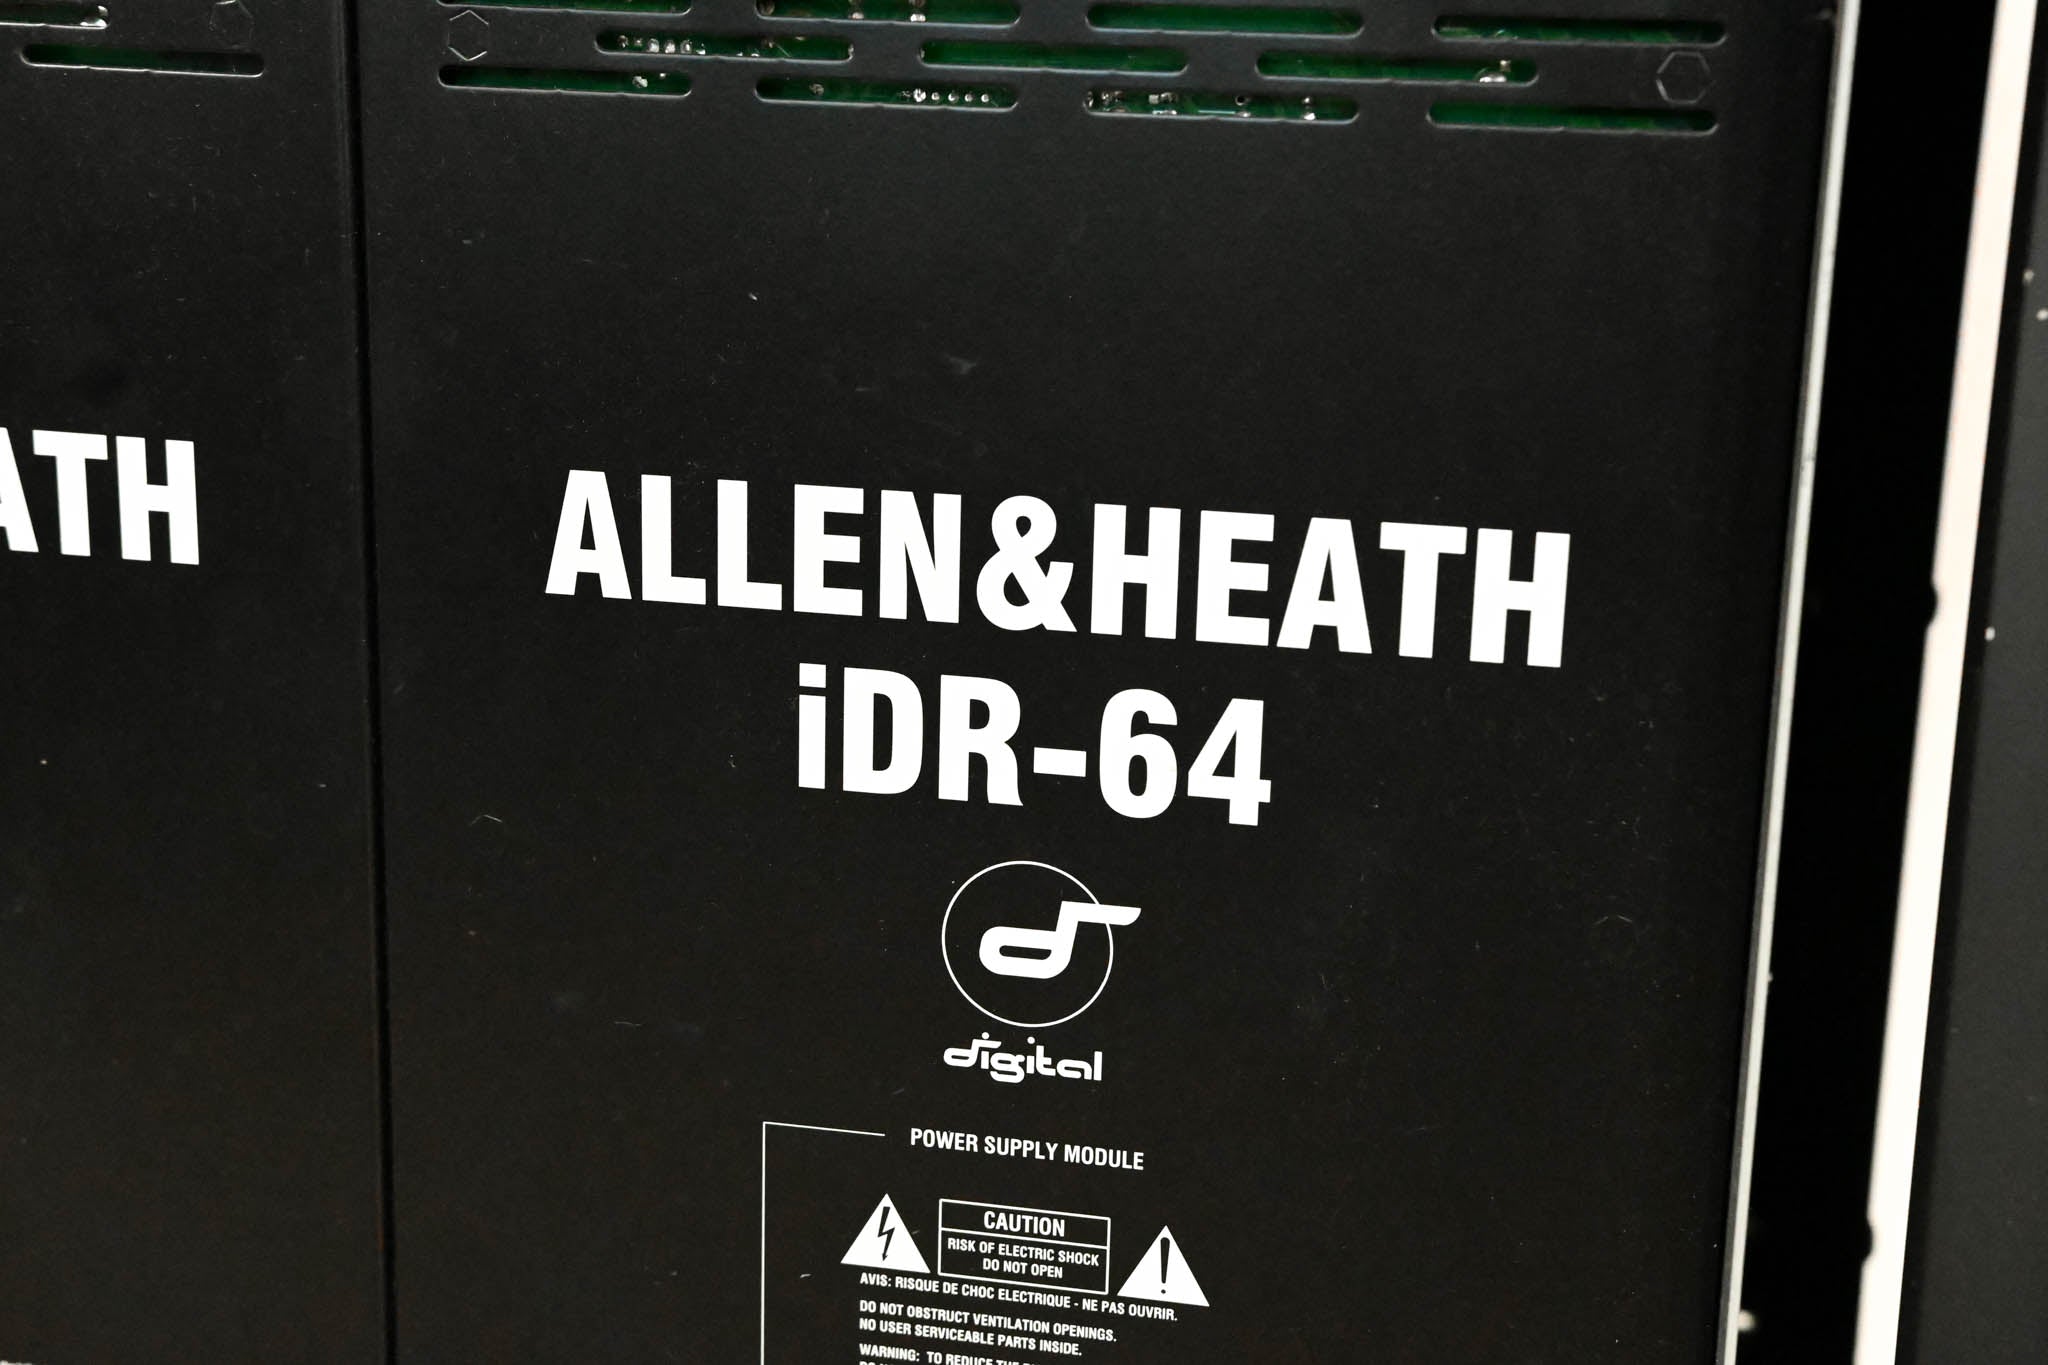 ATH
ALLEN&HEATH
iDR-64
digital
POWER SUPPLY MODULE
CAUTION
RISK OF ELECTRIC SHOCK
DO NOT OPEN
AVIS: RISQUE DE CHOC ELECTRIQUE - NE PAS OUVRIR.
DO NOT OBSTRUCT VENTILATION OPENINGS.
NO USER SERVICEABLE PARTS INSIDE.
WARNING: TO REDUCE THE